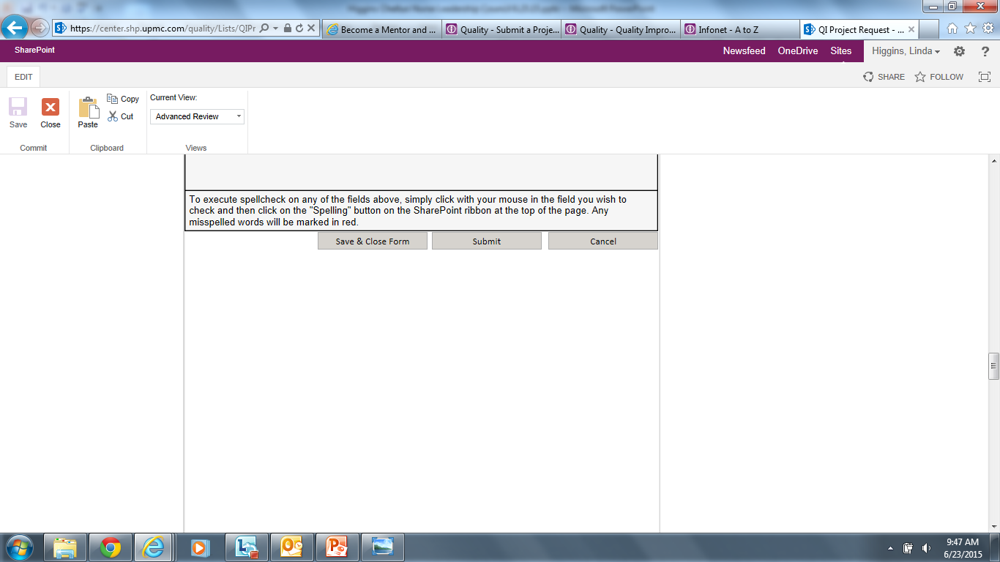 https://center.shp.upmc.com/quality/Lists/QIPr
Become a Mentor and ...
Quality - Submit a Proje...
Quality - Quality Impro...
Infonet - A to Z
QI Project Request - ...
SharePoint
Newsfeed OneDrive Sites Higgins, Linda
EDIT
SHARE FOLLOW
Save Close Paste Copy Cut
Current View:
Advanced Review
Commit Clipboard Views
To execute spellcheck on any of the fields above, simply click with your mouse in the field you wish to
check and then click on the "Spelling" button on the SharePoint ribbon at the top of the page. Any
misspelled words will be marked in red.
Save & Close Form Submit Cancel
9:47 AM
6/23/2015